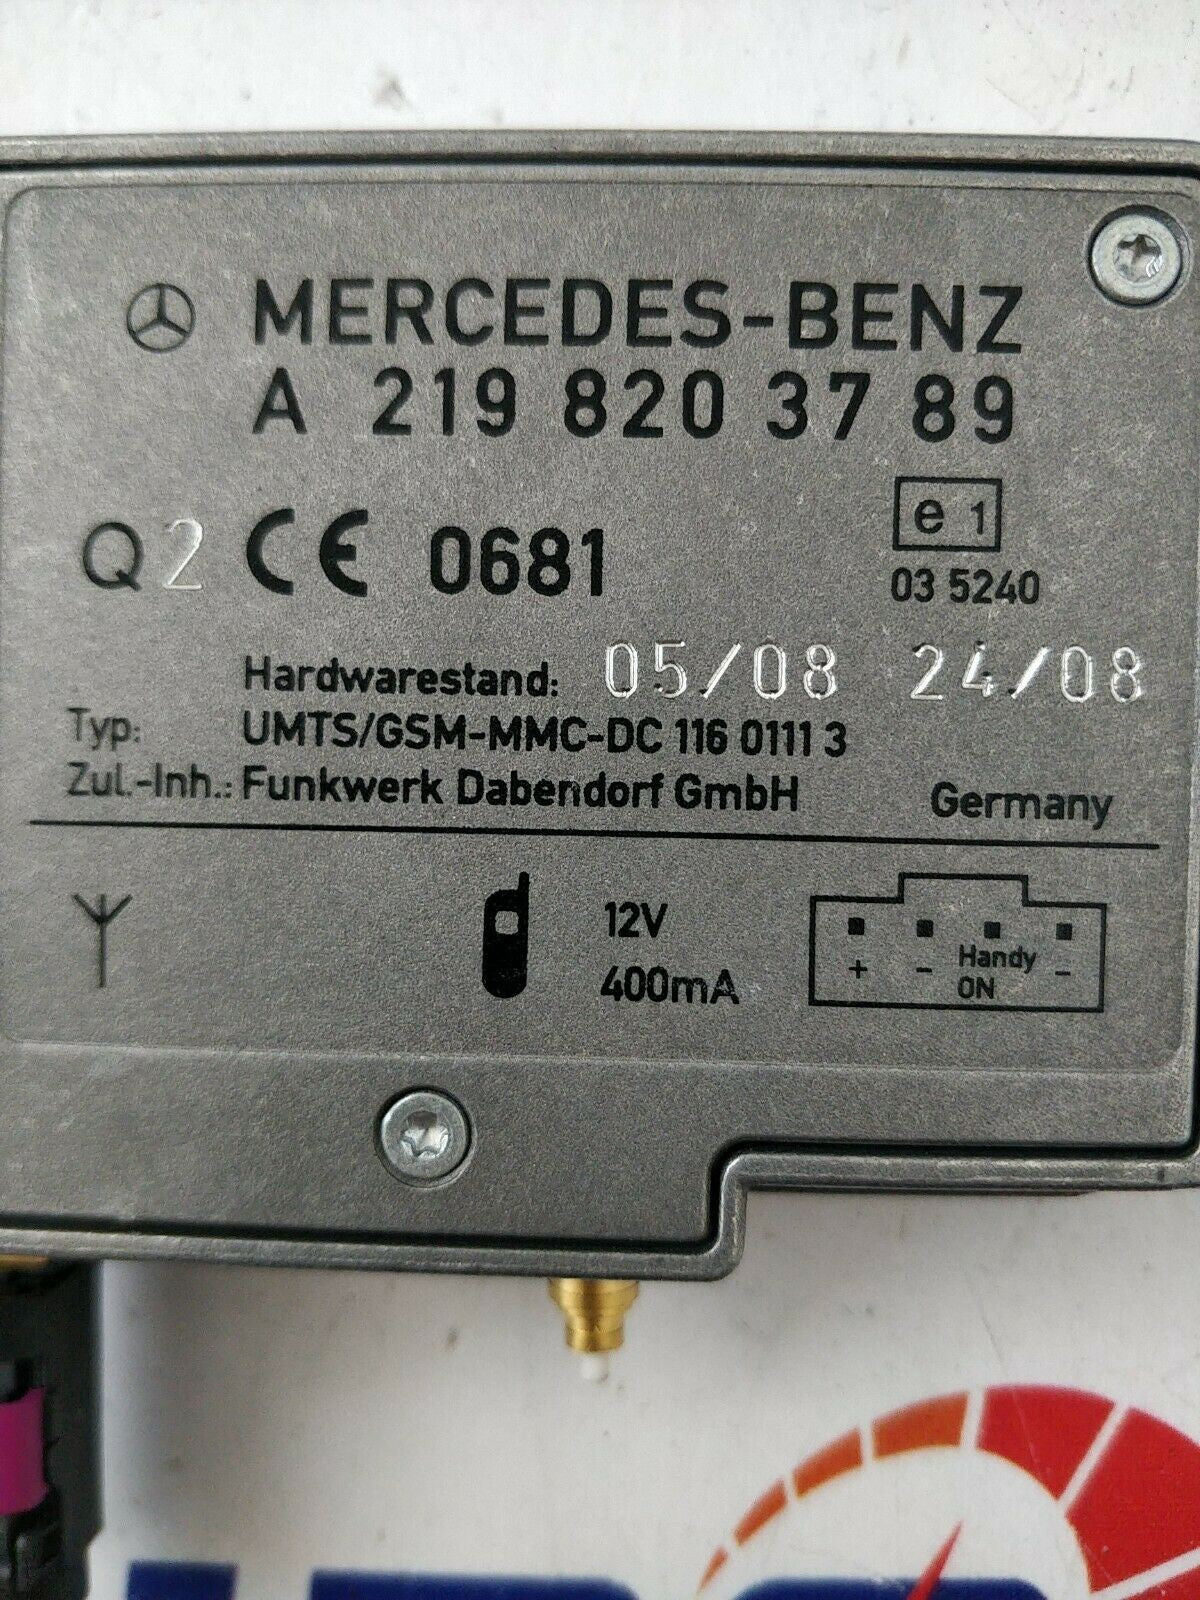 MERCEDES-BENZ
A 219 820 37 89
Q2 CE 0681
e 1
03 5240
Hardwarestand: 05/08 24/08
Typ: UMTS/GSM-MMC-DC 116 0111 3
Zul.-Inh.: Funkwerk Dabendorf GmbH Germany
12V
400mA
+ - Handy -
ON